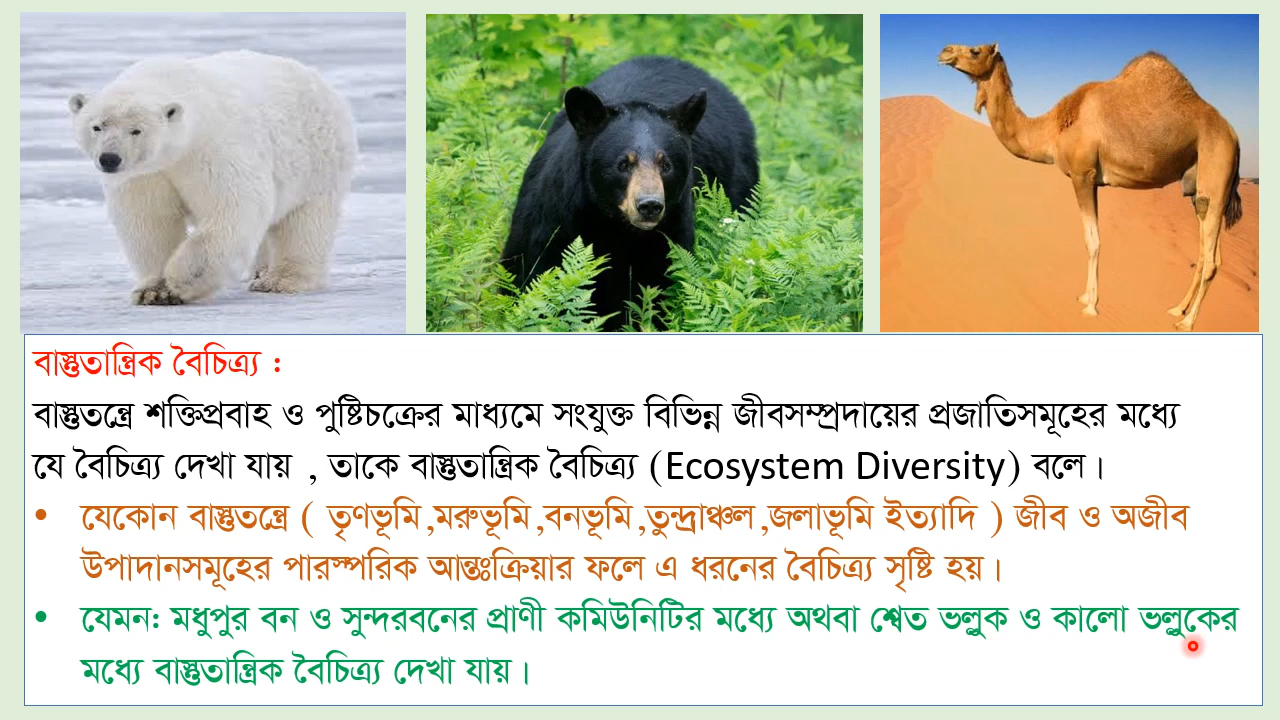 বাস্তুতান্ত্রিক বৈচিত্র্য :
বাস্তুতন্ত্রে শক্তিপ্রবাহ ও পুষ্টিচক্রের মাধ্যমে সংযুক্ত বিভিন্ন জীবসম্প্রদায়ের প্রজাতিসমূহের মধ্যে
যে বৈচিত্র্য দেখা যায় , তাকে বাস্তুতান্ত্রিক বৈচিত্র্য (Ecosystem Diversity) বলে।
• যেকোন বাস্তুতন্ত্রে ( তৃণভূমি,মরুভূমি,বনভূমি,তুন্দ্রাঞ্চল,জলাভূমি ইত্যাদি ) জীব ও অজীব
উপাদানসমূহের পারস্পরিক আন্তঃক্রিয়ার ফলে এ ধরনের বৈচিত্র্য সৃষ্টি হয়।
• যেমন: মধুপুর বন ও সুন্দরবনের প্রাণী কমিউনিটির মধ্যে অথবা শ্বেত ভল্লুক ও কালো ভল্লুকের
মধ্যে বাস্তুতান্ত্রিক বৈচিত্র্য দেখা যায়।